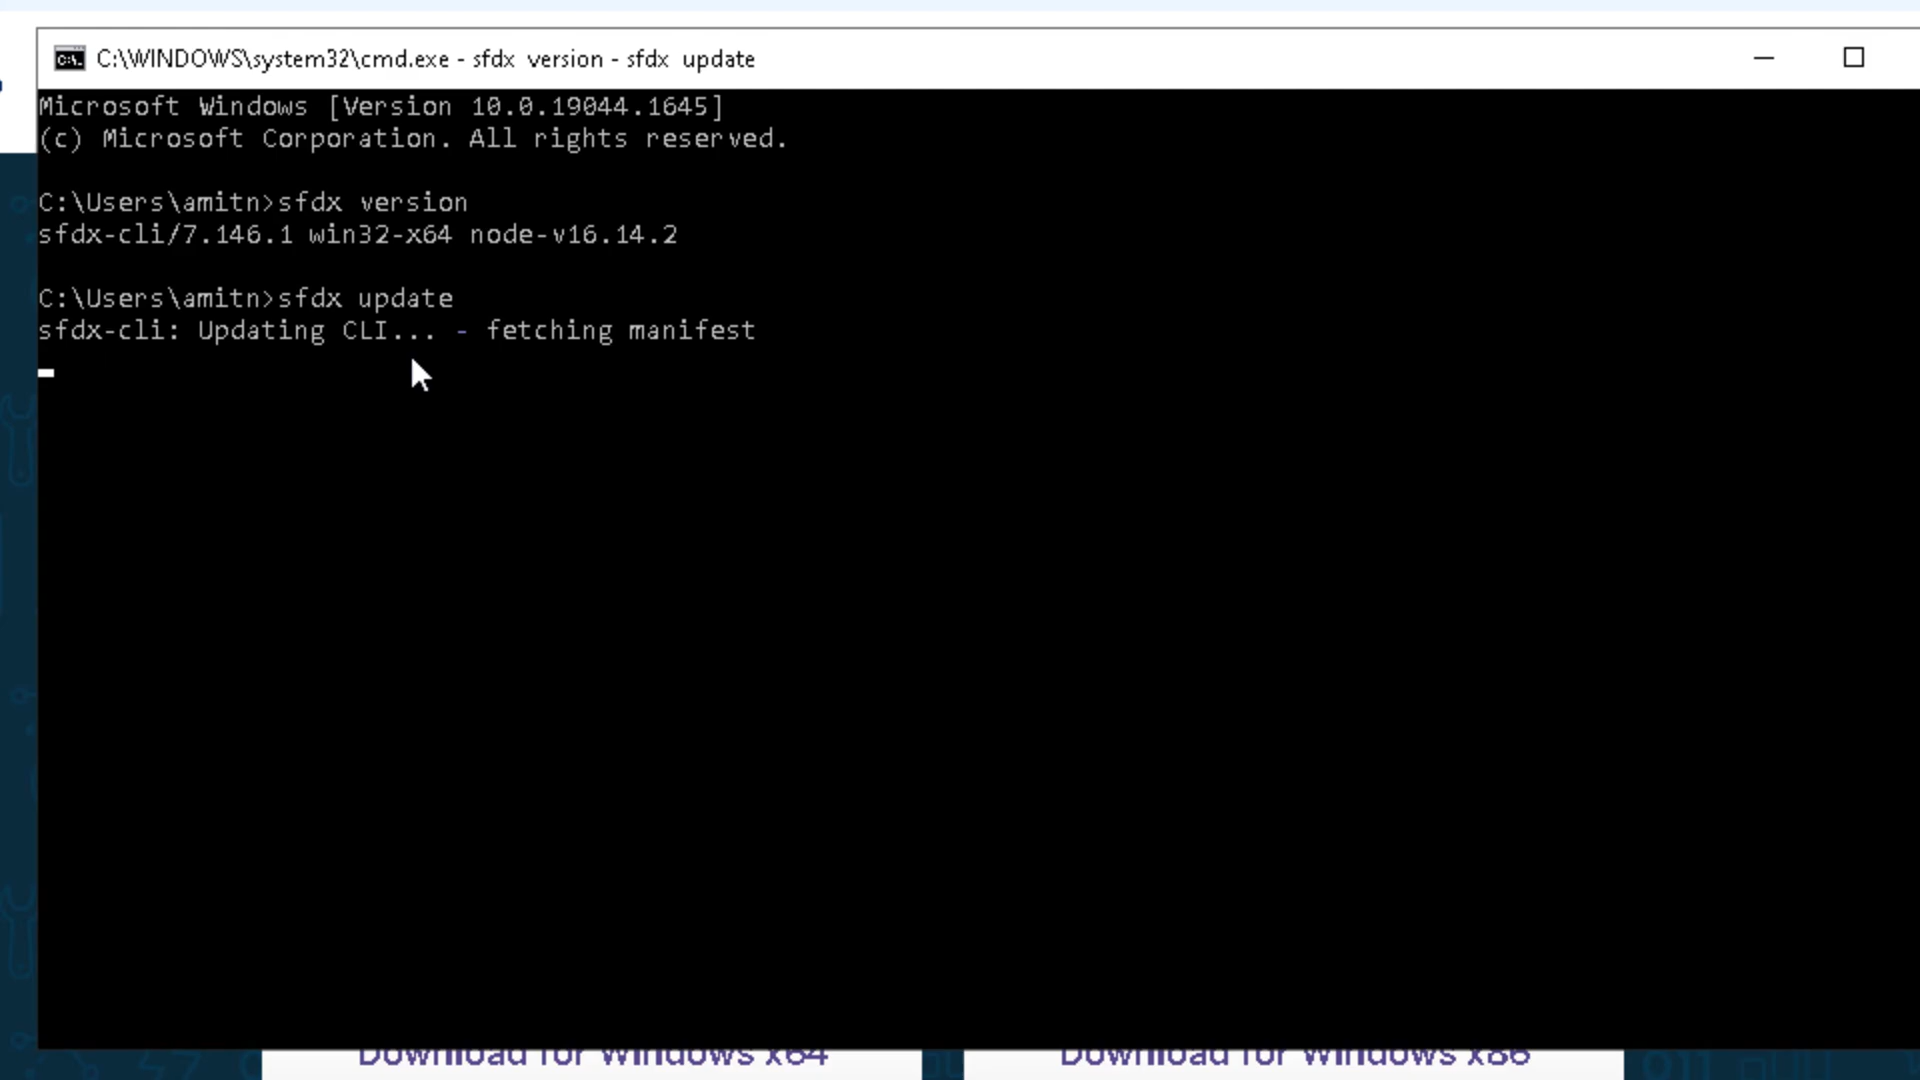 C:\WINDOWS\system32\cmd.exe - sfdx  version - sfdx  update
Microsoft Windows [Version 10.0.19044.1645]
(c) Microsoft Corporation. All rights reserved.
C:\Users\amitn>sfdx version
sfdx-cli/7.146.1 win32-x64 node-v16.14.2
C:\Users\amitn>sfdx update
sfdx-cli: Updating CLI... - fetching manifest
Download for Windows x64
Download for Windows x86